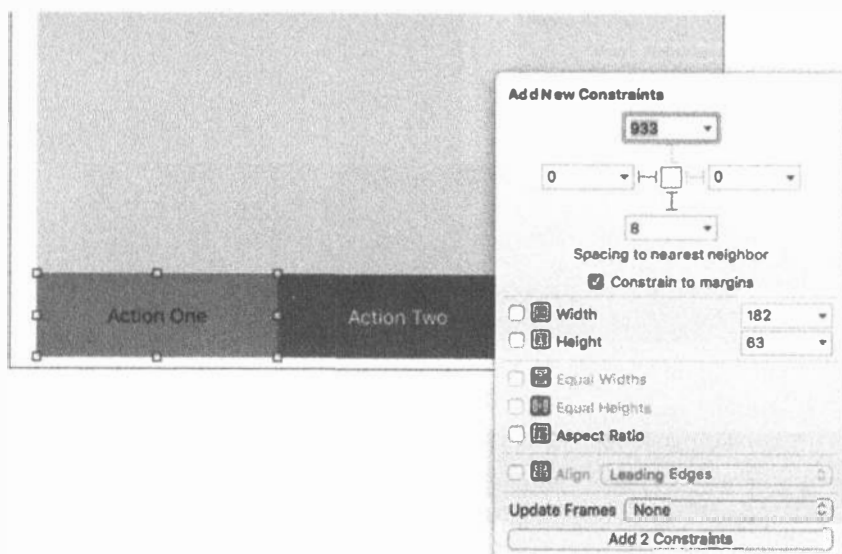 Add New Constraints
933
0
0
8
Spacing to nearest neighbor
Constrain to margins
Width
182
Height
63
Equal Widths
Equal Heights
Aspect Ratio
Align
Leading Edges
Update Frames
None
Add 2 Constraints
Action One
Action Two